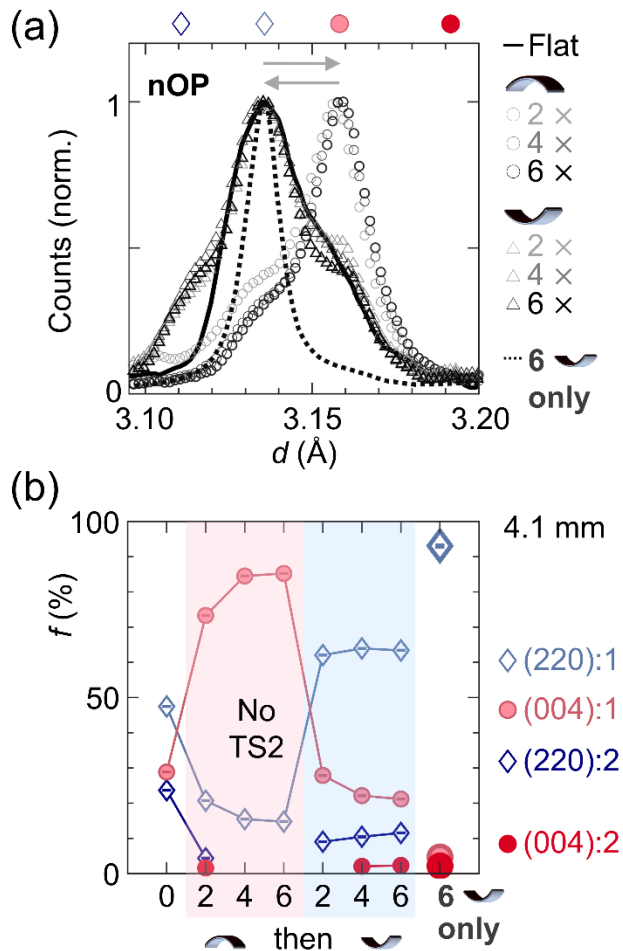 (a)
nOP
Counts (norm.)
1
0
3.10
3.15
3.20
d (Å)
Flat
2 ×
4 ×
6 ×
2 ×
4 ×
6 ×
6
only
(b)
f (%)
100
50
0
No
TS2
0 2 4 6 2 4 6 6
only
then
4.1 mm
(220):1
(004):1
(220):2
(004):2